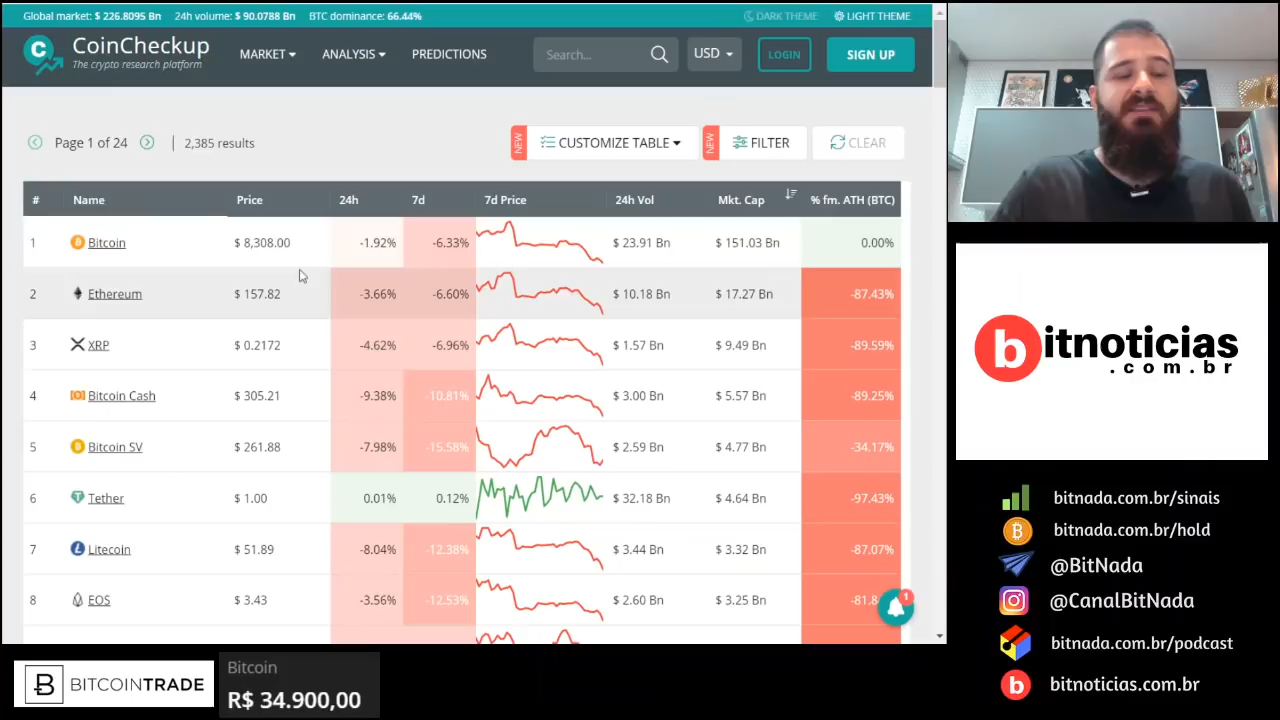 Global market: $ 226.8095 Bn 24h volume: $ 90.0788 Bn BTC dominance: 66.44% DARK THEME LIGHT THEME
CoinCheckup
The crypto research platform
MARKET ANALYSIS PREDICTIONS Search... USD LOGIN SIGN UP
Page 1 of 24 2,385 results NEW CUSTOMIZE TABLE NEW FILTER CLEAR
# Name Price 24h 7d 7d Price 24h Vol Mkt. Cap % fm. ATH (BTC)
1 Bitcoin $ 8,308.00 -1.92% -6.33% $ 23.91 Bn $ 151.03 Bn 0.00%
2 Ethereum $ 157.82 -3.66% -6.60% $ 10.18 Bn $ 17.27 Bn -87.43%
3 XRP $ 0.2172 -4.62% -6.96% $ 1.57 Bn $ 9.49 Bn -89.59%
4 Bitcoin Cash $ 305.21 -9.38% -10.81% $ 3.00 Bn $ 5.57 Bn -89.25%
5 Bitcoin SV $ 261.88 -7.98% -15.58% $ 2.59 Bn $ 4.77 Bn -34.17%
6 Tether $ 1.00 0.01% 0.12% $ 32.18 Bn $ 4.64 Bn -97.43%
7 Litecoin $ 51.89 -8.04% -12.38% $ 3.44 Bn $ 3.32 Bn -87.07%
8 EOS $ 3.43 -3.56% -12.53% $ 2.60 Bn $ 3.25 Bn -81.8
1
bitnoticias
.com.br
bitnada.com.br/sinais
bitnada.com.br/hold
@BitNada
@CanalBitNada
bitnada.com.br/podcast
b bitnoticias.com.br
BITCOINTRADE
Bitcoin
R$ 34.900,00